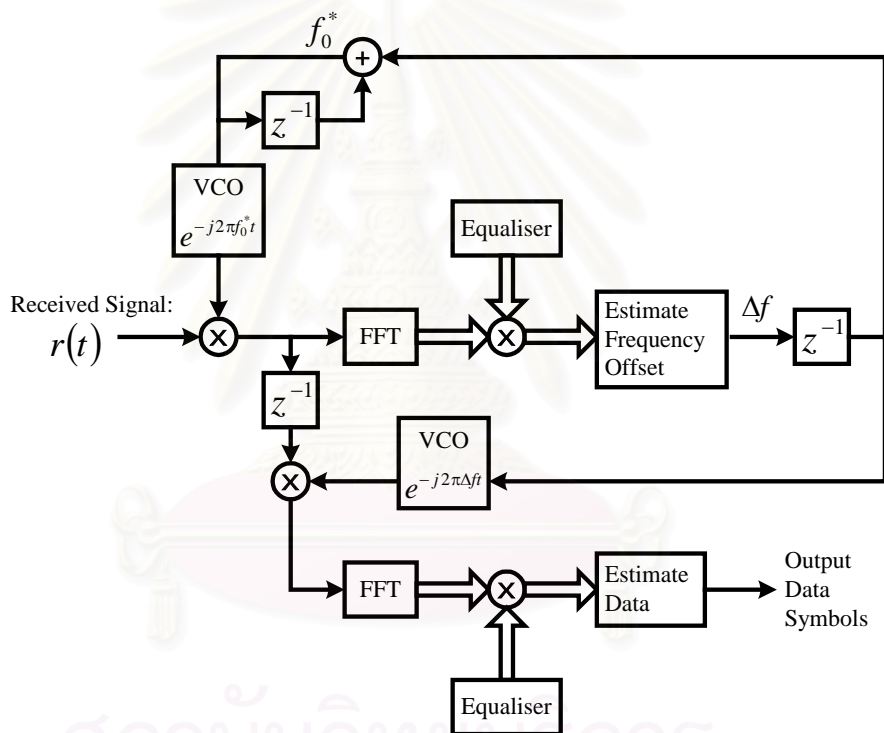 f₀*
+
z⁻¹
VCO
e^{-j2πf₀*t}
Equaliser
Received Signal:
r(t)
X
FFT
X
Estimate
Frequency
Offset
Δf
z⁻¹
z⁻¹
VCO
e^{-j2πΔft}
X
FFT
X
Estimate
Data
Output
Data
Symbols
Equaliser